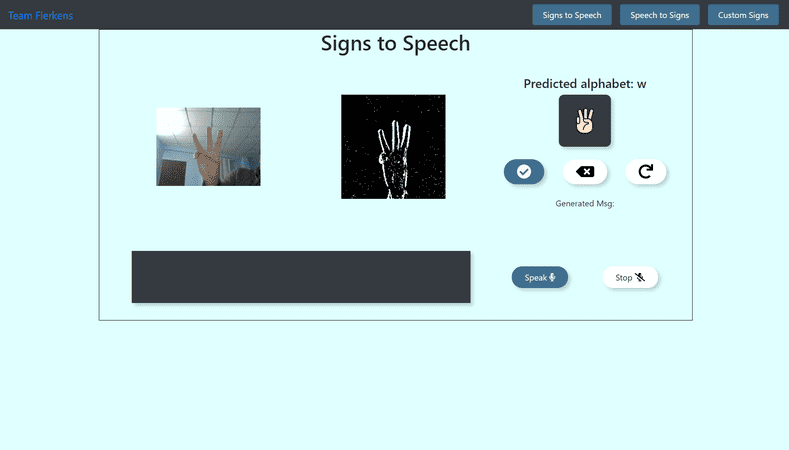 Team Fierkens
Signs to Speech
Speech to Signs
Custom Signs
Signs to Speech
Predicted alphabet: w
Generated Msg:
Speak
Stop